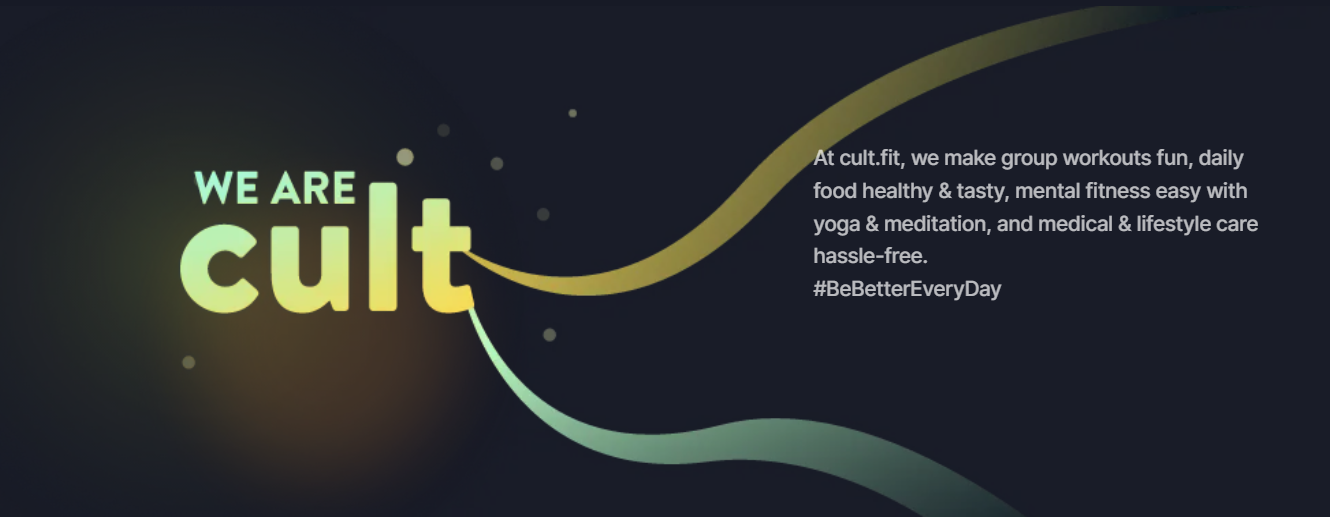 WE ARE
cult
At cult.fit, we make group workouts fun, daily
food healthy & tasty, mental fitness easy with
yoga & meditation, and medical & lifestyle care
hassle-free.
#BeBetterEveryDay